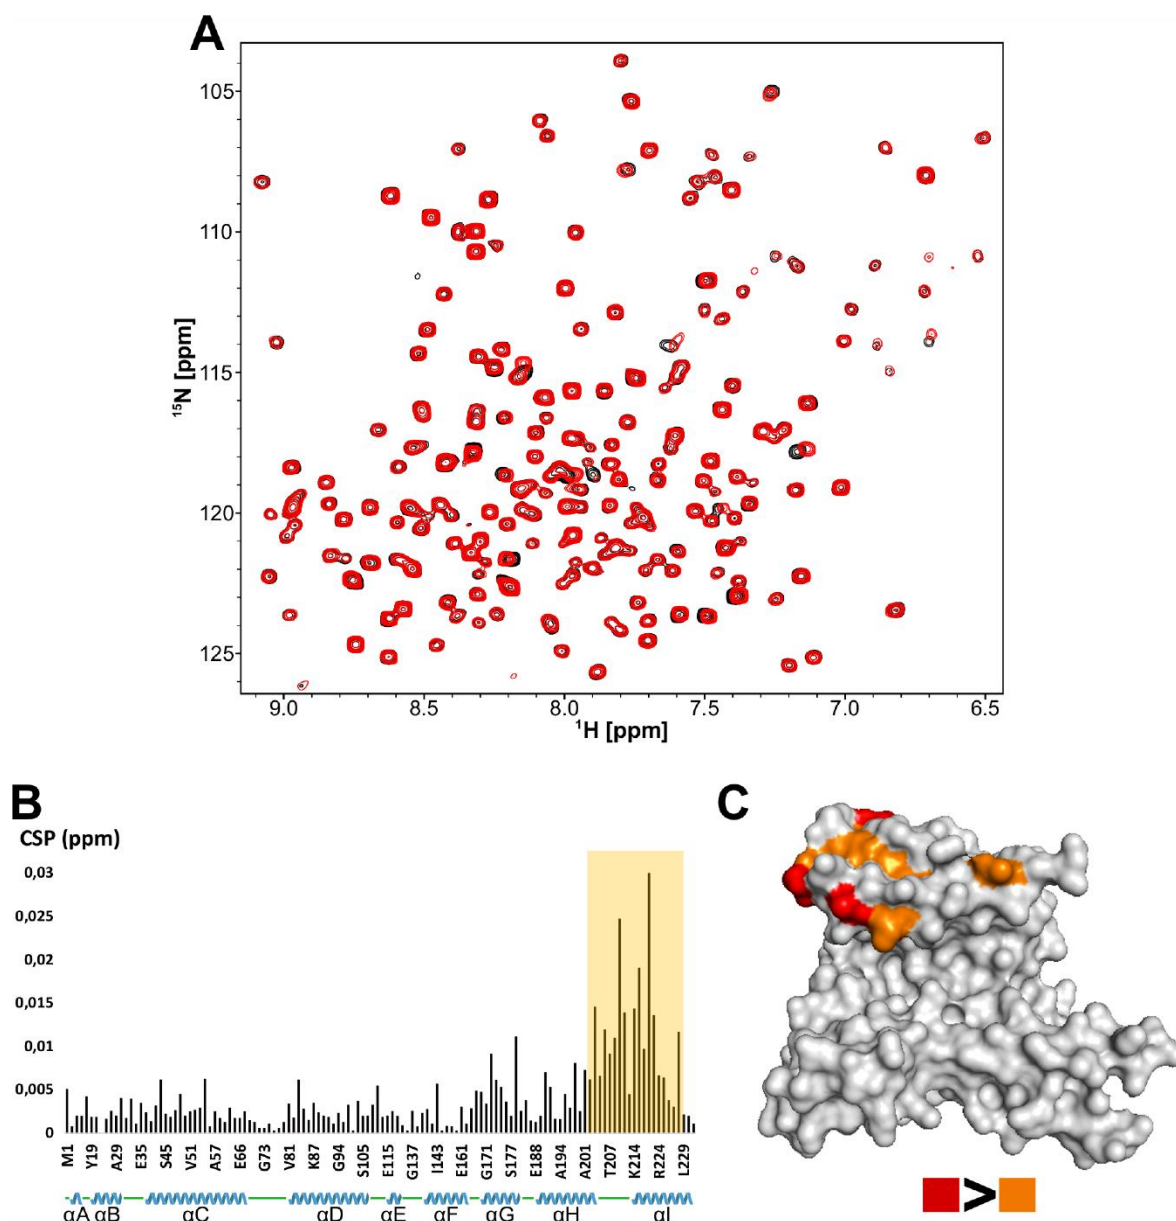 A
105
110
115
120
125
¹⁵N [ppm]
9.0 8.5 8.0 7.5 7.0 6.5
¹H [ppm]
B
CSP (ppm)
0,03
0,025
0,02
0,015
0,01
0,005
0
M1 Y19 A29 E35 S45 V51 A57 E66 G73 V81 K87 G94 S105 E115 G137 I143 E161 G171 S177 E188 A194 A201 T207 K214 R224 L229
αA αB αC αD αE αF αG αH αI
C
>